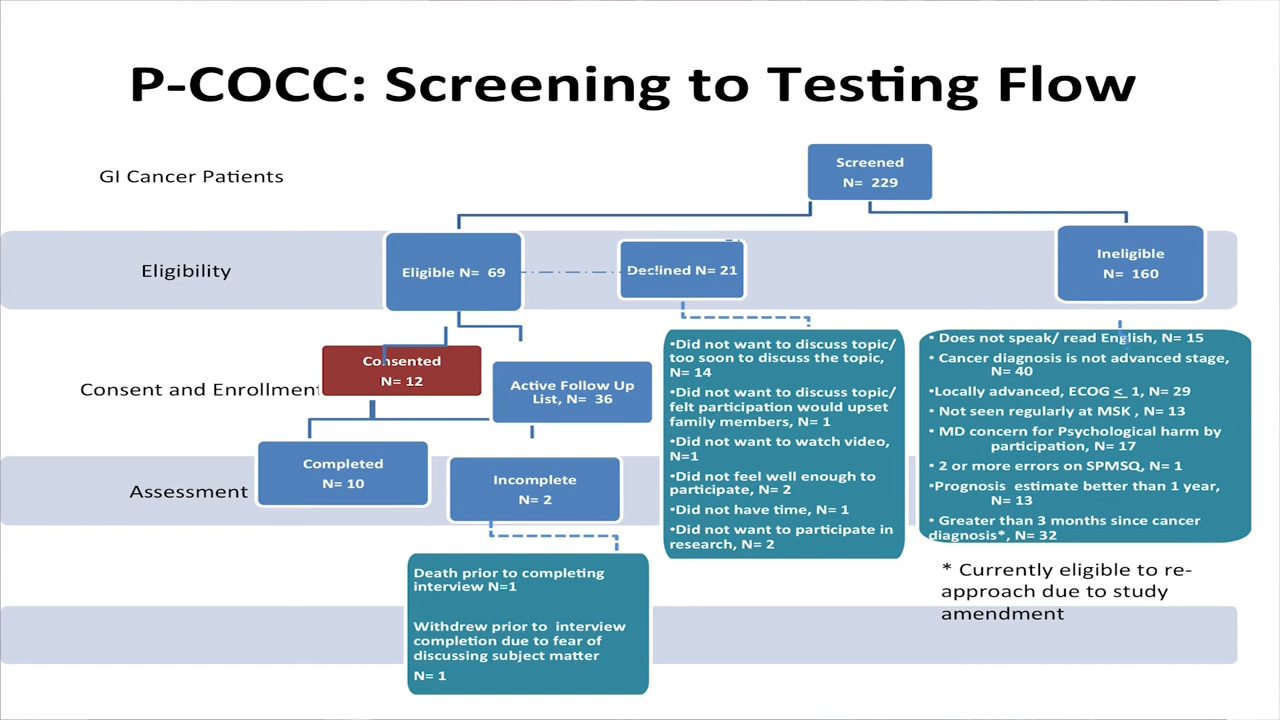 P-COCC: Screening to Testing Flow
GI Cancer Patients
Screened
N= 229
Eligibility
Eligible N= 69
Declined N= 21
Ineligible
N= 160
Consent and Enrollment
Consented
N= 12
Active Follow Up
List, N= 36
•Did not want to discuss topic/
too soon to discuss the topic,
N= 14
•Did not want to discuss topic/
felt participation would upset
family members, N= 1
•Did not want to watch video,
N=1
•Did not feel well enough to
participate, N= 2
•Did not have time, N= 1
•Did not want to participate in
research, N= 2
• Does not speak/ read English, N= 15
• Cancer diagnosis is not advanced stage,
N= 40
•Locally advanced, ECOG < 1, N= 29
• Not seen regularly at MSK , N= 13
• MD concern for Psychological harm by
participation, N= 17
• 2 or more errors on SPMSQ, N= 1
•Prognosis estimate better than 1 year,
N= 13
• Greater than 3 months since cancer
diagnosis*, N= 32
Assessment
Completed
N= 10
Incomplete
N= 2
Death prior to completing
interview N=1
Withdrew prior to interview
completion due to fear of
discussing subject matter
N= 1
* Currently eligible to re-
approach due to study
amendment